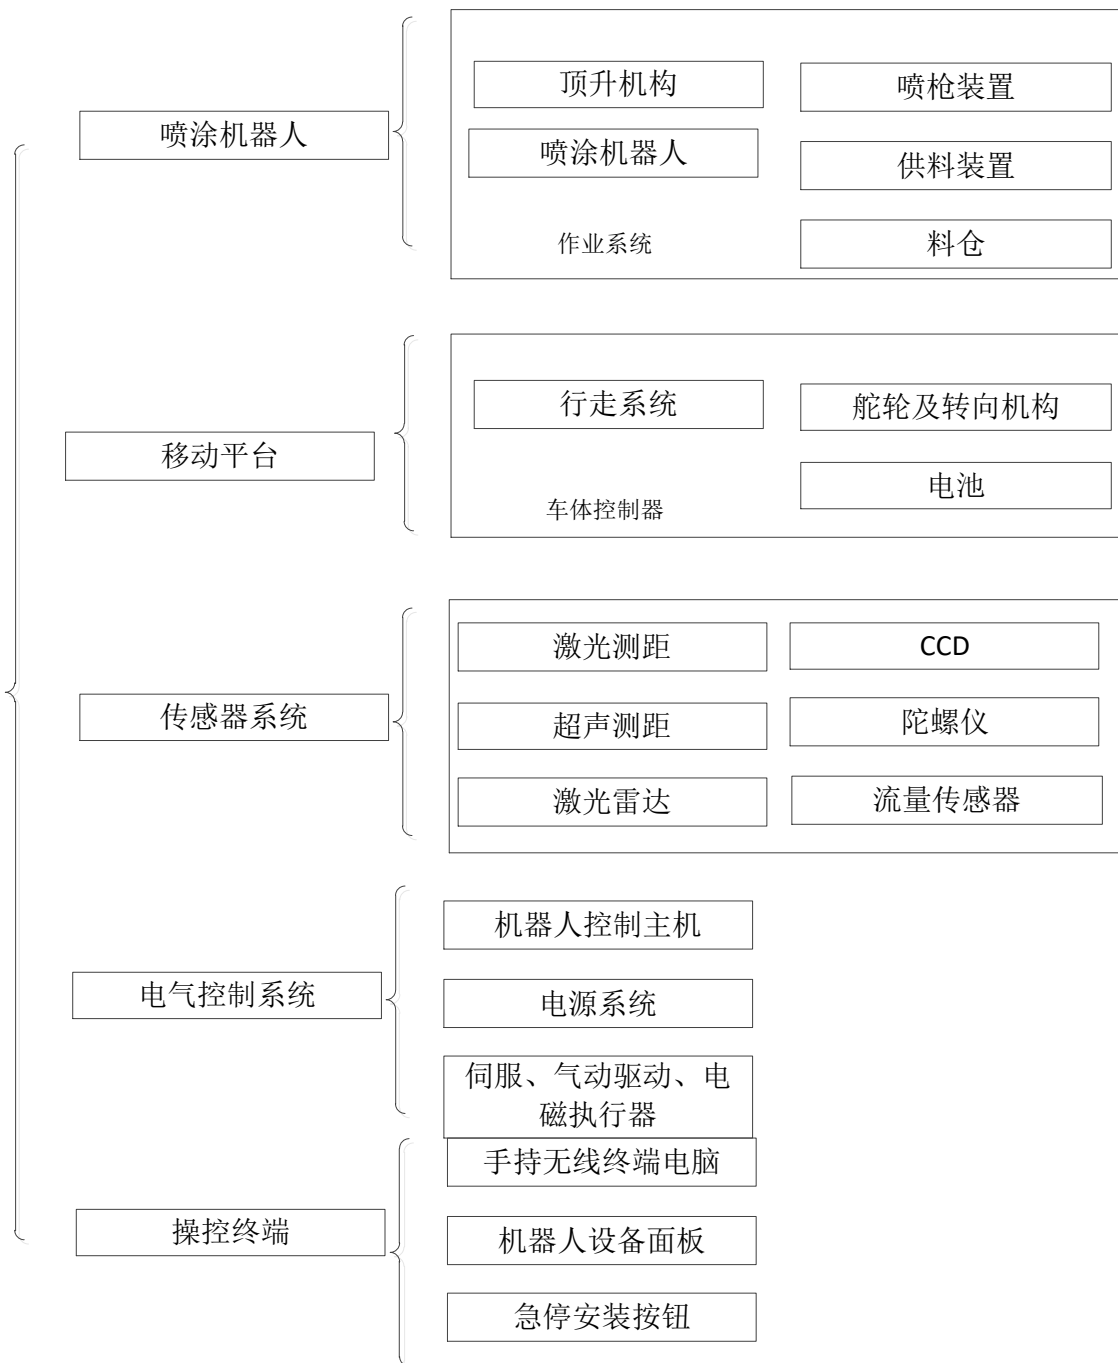 喷涂机器人
顶升机构
喷枪装置
喷涂机器人
供料装置
作业系统
料仓
移动平台
行走系统
舵轮及转向机构
电池
车体控制器
传感器系统
激光测距
CCD
超声测距
陀螺仪
激光雷达
流量传感器
电气控制系统
机器人控制主机
电源系统
伺服、气动驱动、电
磁执行器
操控终端
手持无线终端电脑
机器人设备面板
急停安装按钮